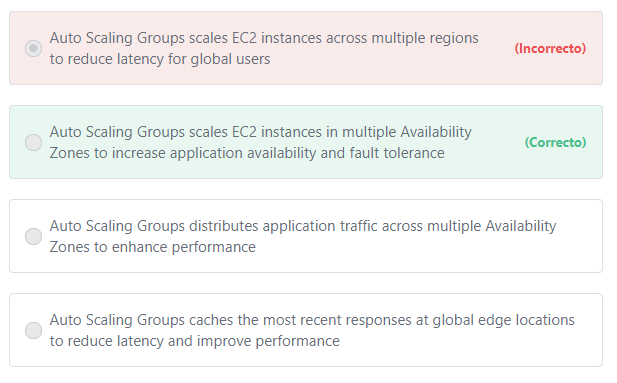 Auto Scaling Groups scales EC2 instances across multiple regions
to reduce latency for global users
(Incorrecto)
Auto Scaling Groups scales EC2 instances in multiple Availability
Zones to increase application availability and fault tolerance
(Correcto)
Auto Scaling Groups distributes application traffic across multiple Availability
Zones to enhance performance
Auto Scaling Groups caches the most recent responses at global edge locations
to reduce latency and improve performance